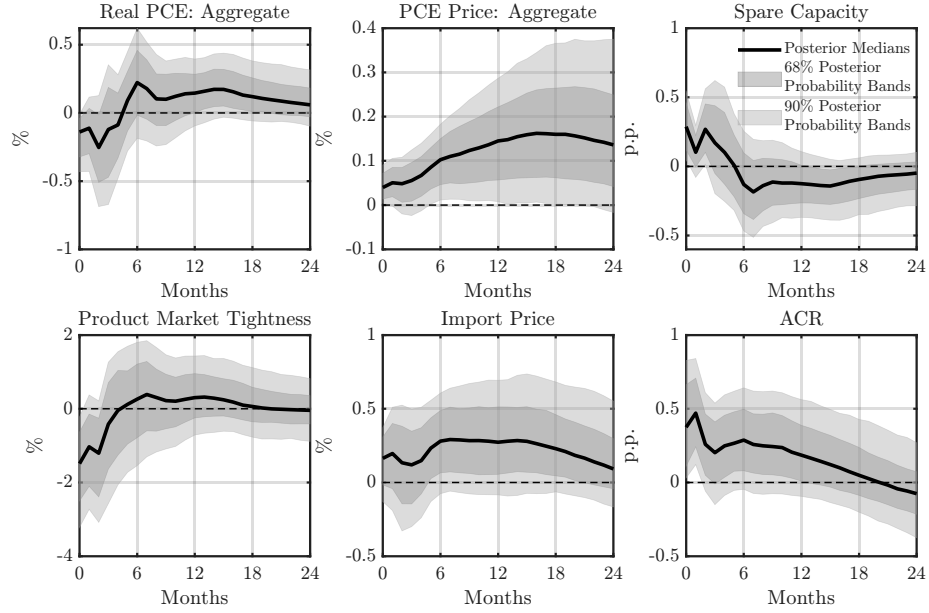 Real PCE: Aggregate
PCE Price: Aggregate
Spare Capacity
0.5
0
-0.5
-1
%
0 6 12 18 24
Months
0.4
0.3
0.2
0.1
0
0.1
%
0 6 12 18 24
Months
1
0.5
0
-0.5
p.p.
0 6 12 18 24
Months
Posterior Medians
68% Posterior
Probability Bands
90% Posterior
Probability Bands
Product Market Tightness
Import Price
ACR
2
0
-2
-4
%
0 6 12 18 24
Months
1
0.5
0
0.5
%
0 6 12 18 24
Months
1
0.5
0
0.5
p.p.
0 6 12 18 24
Months